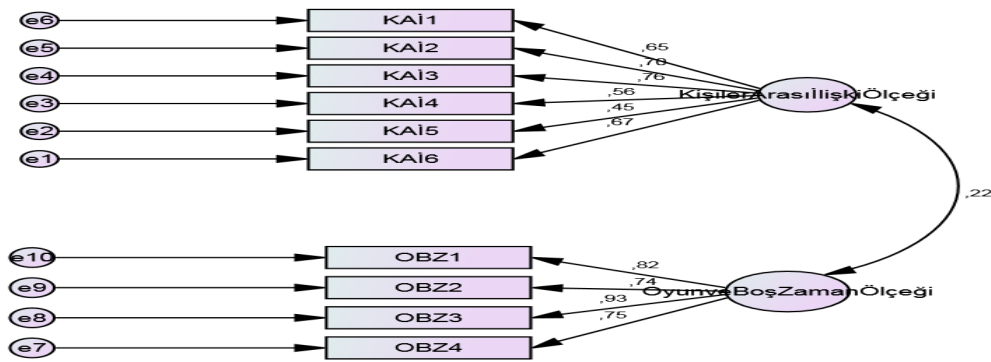 e6 KAİ1
,65
e5 KAİ2
,70
e4 KAİ3
,76
e3 KAİ4
,56
KişilerArasıİlişkiÖlçeği
e2 KAİ5
,45
e1 KAİ6
,67
,22
e10 OBZ1
,82
e9 OBZ2
,74
OyunveBoşZamanÖlçeği
e8 OBZ3
,93
e7 OBZ4
,75